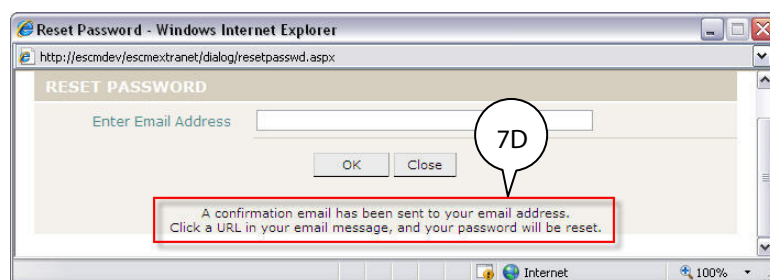 Reset Password - Windows Internet Explorer
http://escmdev/escmextranet/dialog/resetpasswd.aspx
RESET PASSWORD
Enter Email Address
7D
OK Close
A confirmation email has been sent to your email address.
Click a URL in your email message, and your password will be reset.
Internet 100%